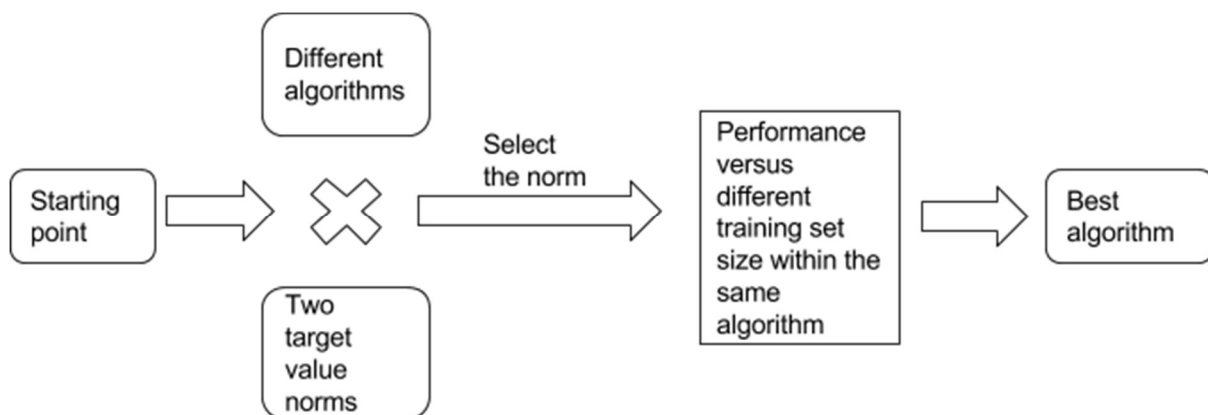 Starting
point
Different
algorithms
Two
target
value
norms
Select
the norm
Performance
versus
different
training set
size within the
same
algorithm
Best
algorithm